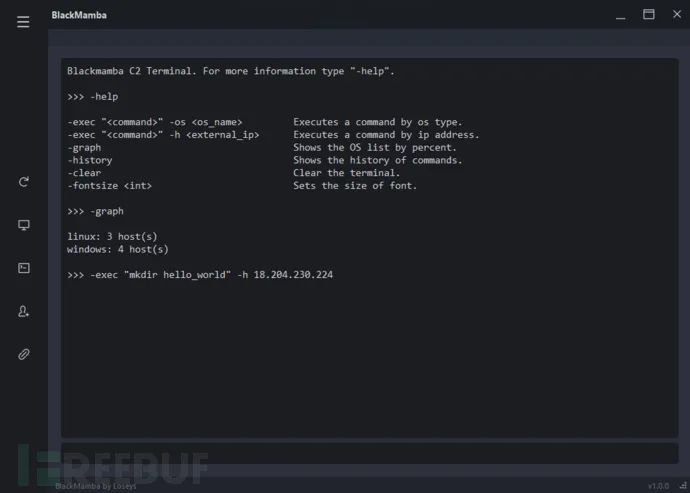 BlackMamba
Blackmamba C2 Terminal. For more information type "-help".
>>> -help
-exec "<command>" -os <os_name> Executes a command by os type.
-exec "<command>" -h <external_ip> Executes a command by ip address.
-graph Shows the OS list by percent.
-history Shows the history of commands.
-clear Clear the terminal.
-fontsize <int> Sets the size of font.
>>> -graph
linux: 3 host(s)
windows: 4 host(s)
>>> -exec "mkdir hello_world" -h 18.204.230.224
FREEBUF
BlackMamba by Loseys v1.0.0